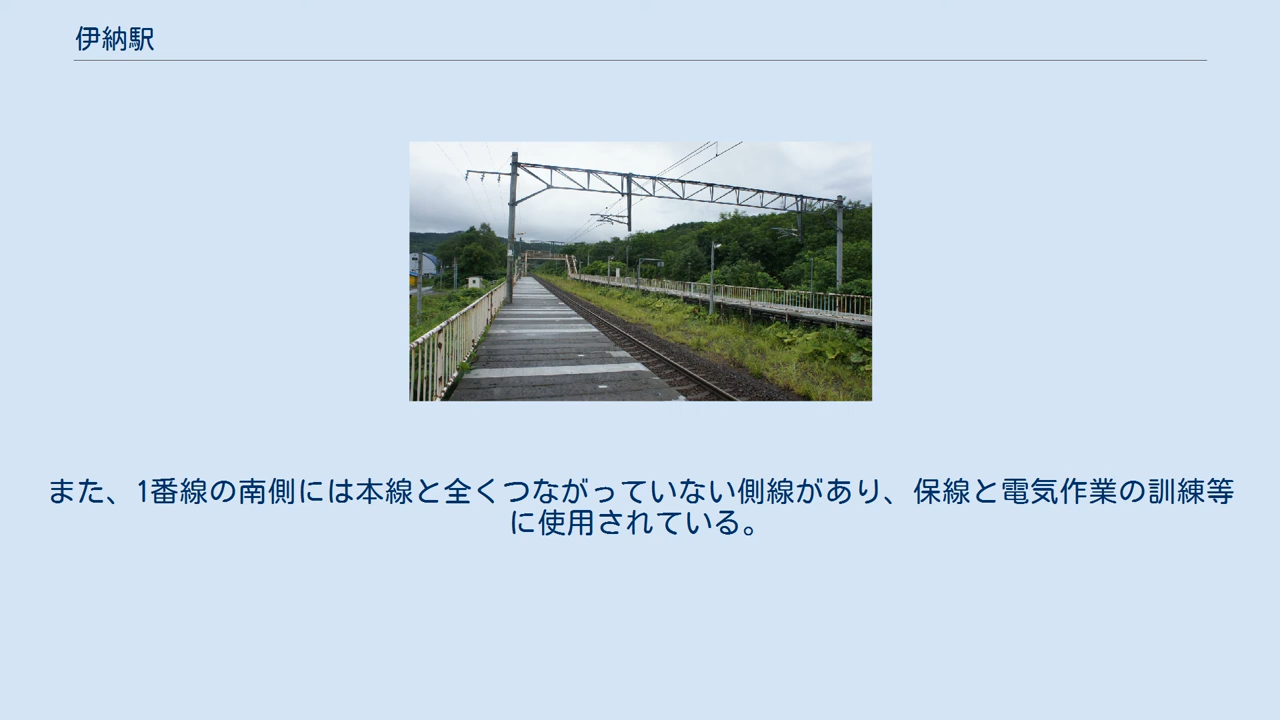 伊納駅
また、1番線の南側には本線と全くつながっていない側線があり、保線と電気作業の訓練等
に使用されている。